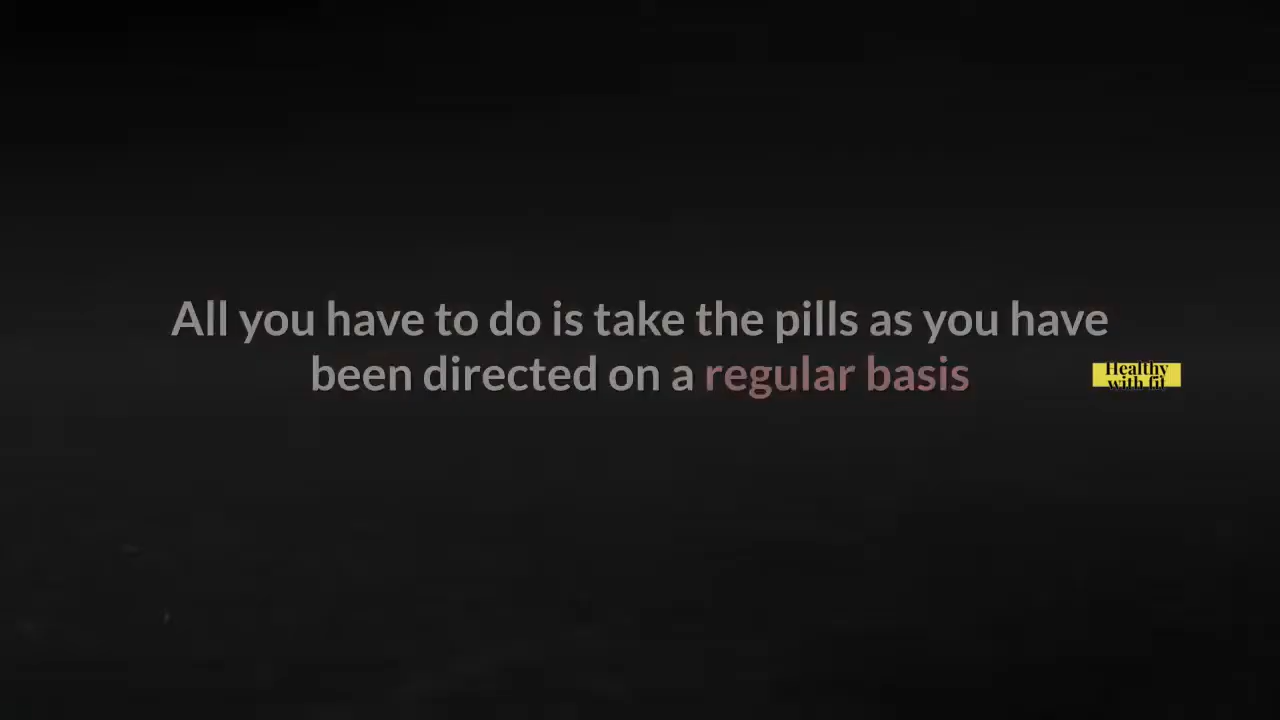 All you have to do is take the pills as you have
been directed on a regular basis
Healthy
with fit